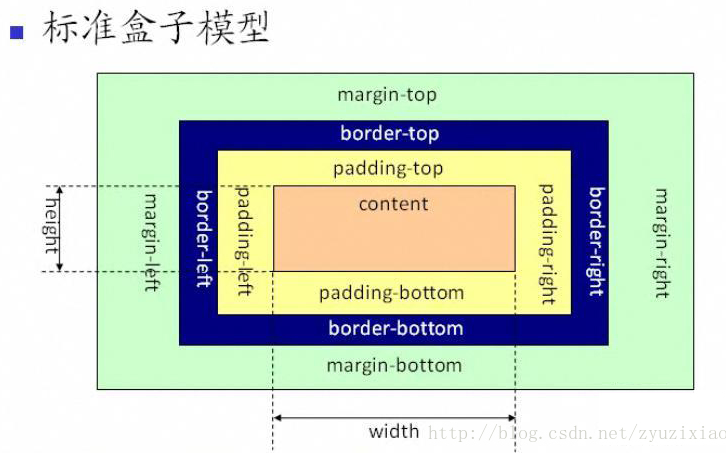 标准盒子模型
margin-top
border-top
padding-top
content
height
margin-left
border-left
padding-left
padding-right
border-right
margin-right
padding-bottom
border-bottom
margin-bottom
width
http://blog.csdn.net/zyuzixiao